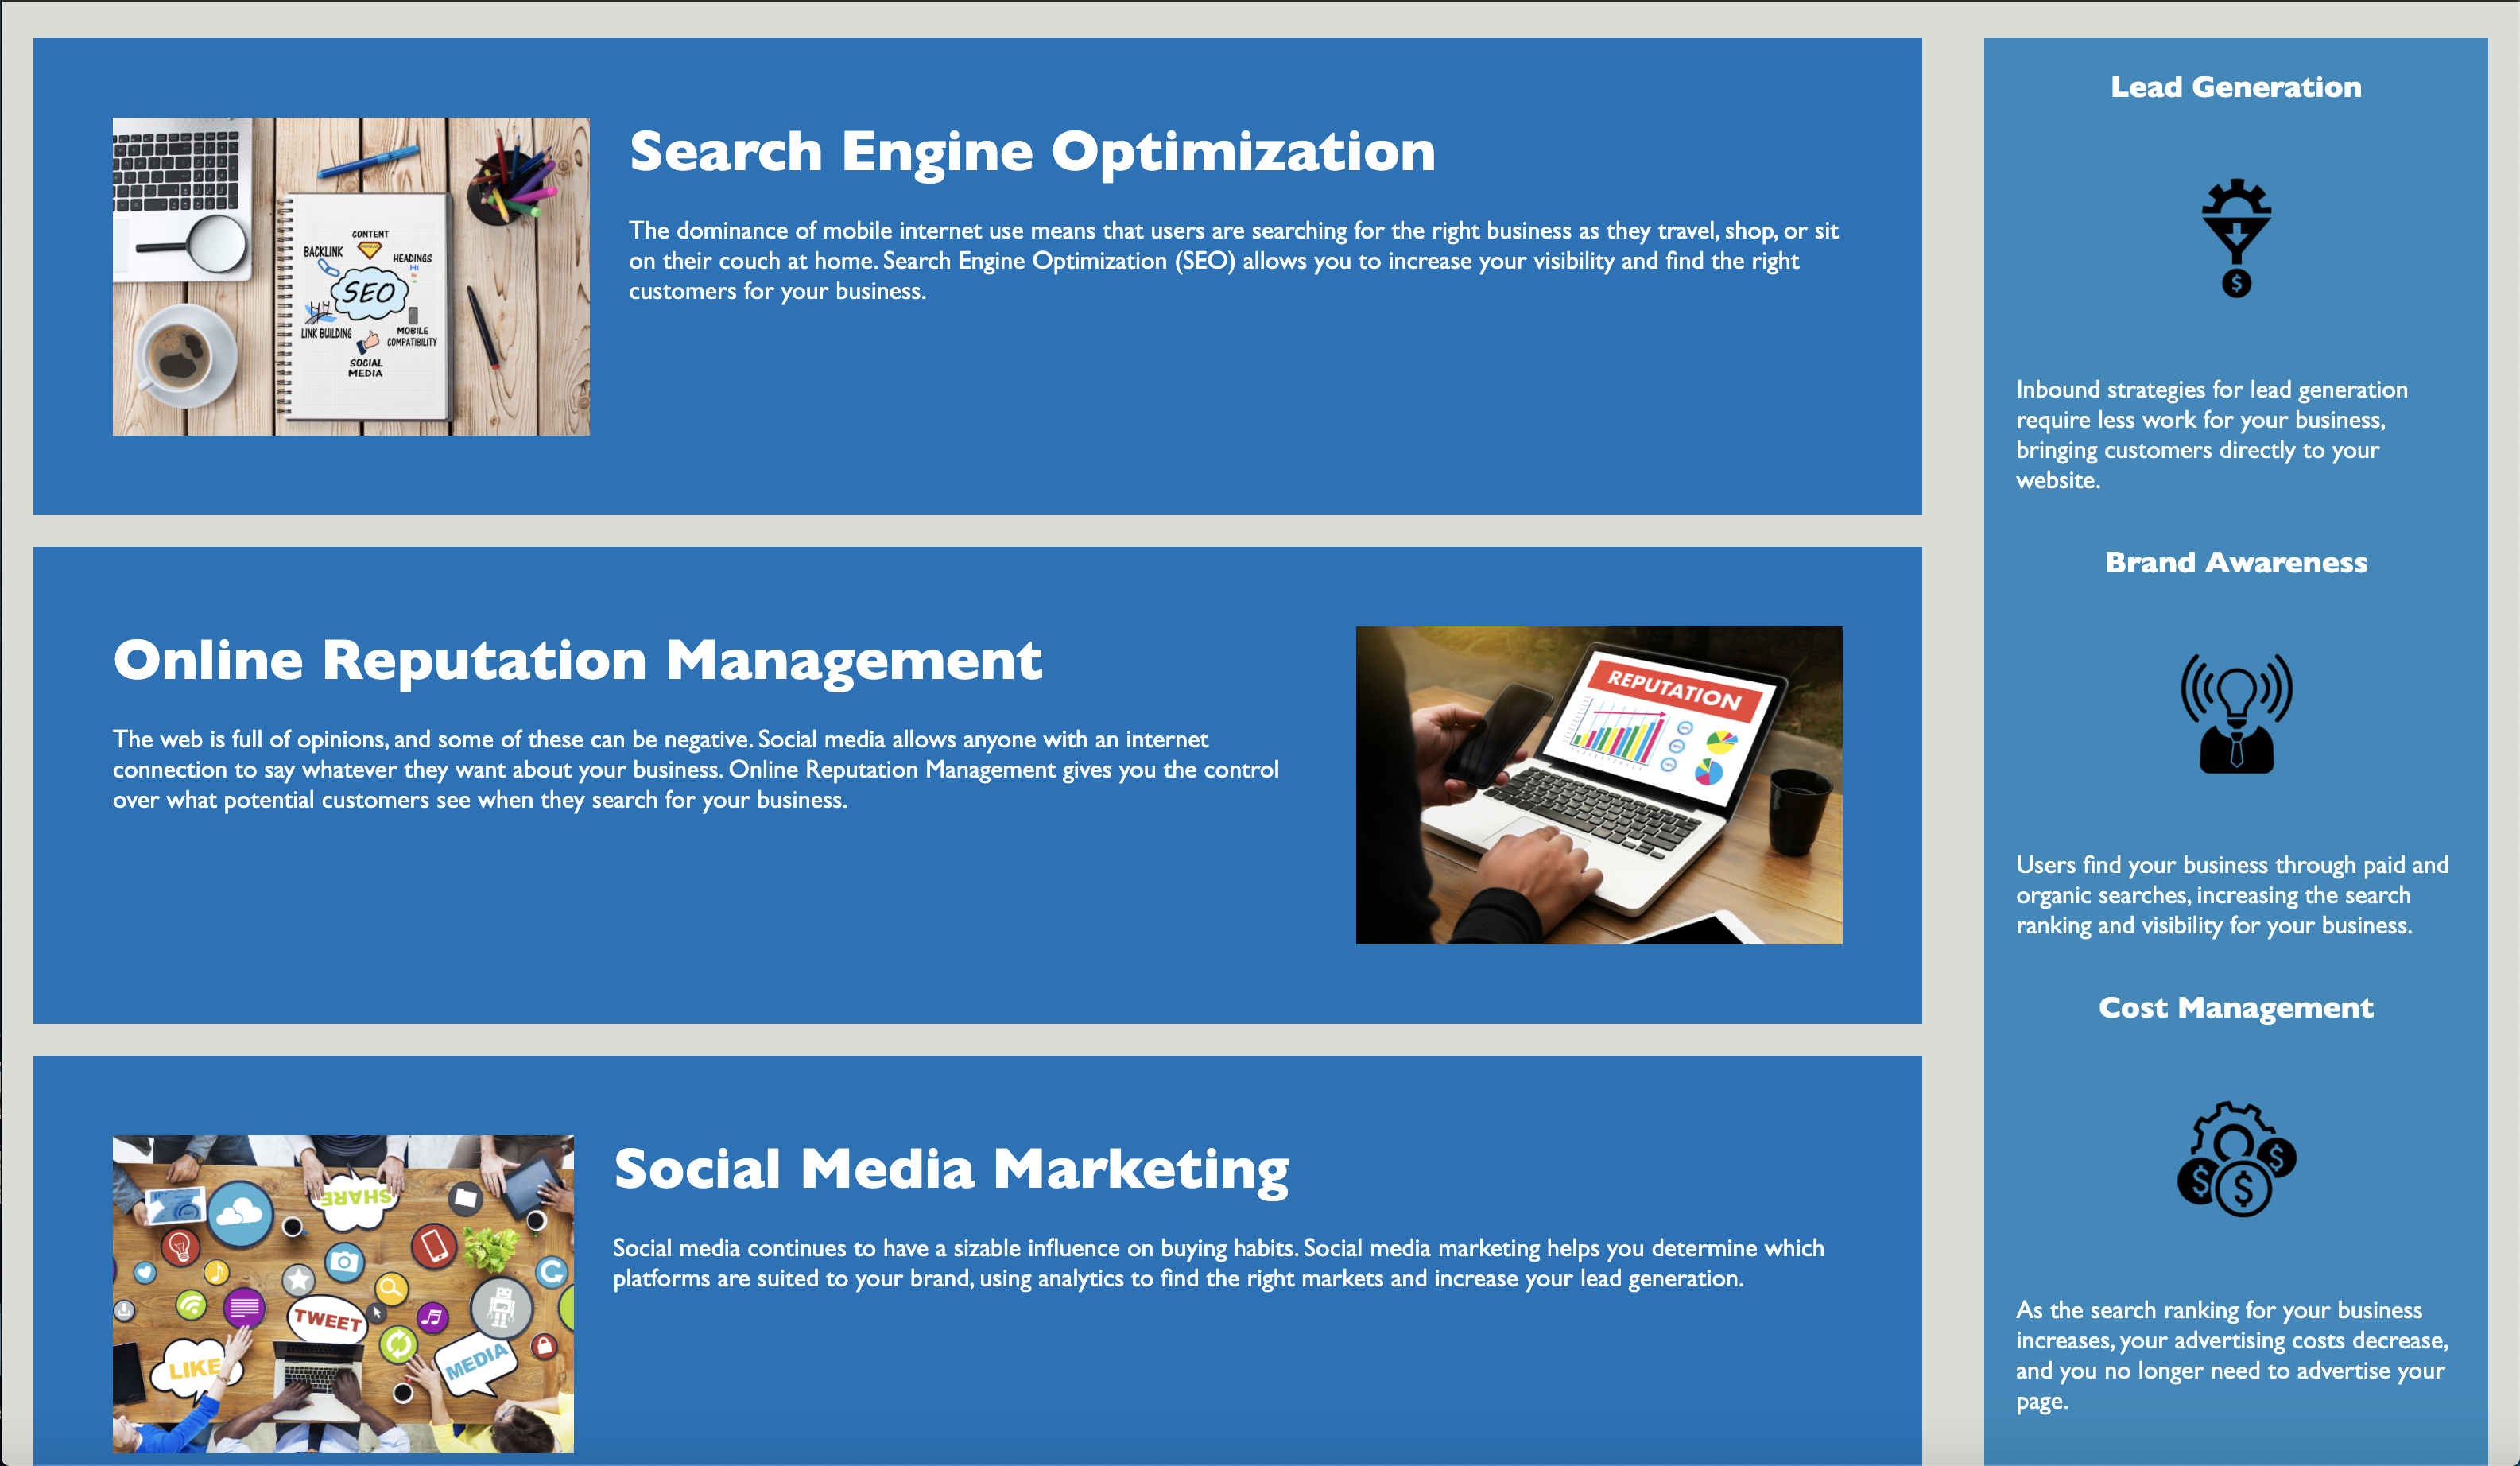 Search Engine Optimization
The dominance of mobile internet use means that users are searching for the right business as they travel, shop, or sit
on their couch at home. Search Engine Optimization (SEO) allows you to increase your visibility and find the right
customers for your business.
CONTENT
POPULAR
BACKLINK
HEADINGS
H1
H2
SEO
LINK BUILDING
MOBILE
COMPATIBILITY
SOCIAL
MEDIA
Online Reputation Management
The web is full of opinions, and some of these can be negative. Social media allows anyone with an internet
connection to say whatever they want about your business. Online Reputation Management gives you the control
over what potential customers see when they search for your business.
REPUTATION
Social Media Marketing
Social media continues to have a sizable influence on buying habits. Social media marketing helps you determine which
platforms are suited to your brand, using analytics to find the right markets and increase your lead generation.
SHARE
TWEET
LIKE
MEDIA
Lead Generation
$
Inbound strategies for lead generation
require less work for your business,
bringing customers directly to your
website.
Brand Awareness
Users find your business through paid and
organic searches, increasing the search
ranking and visibility for your business.
Cost Management
$ $ $
As the search ranking for your business
increases, your advertising costs decrease,
and you no longer need to advertise your
page.